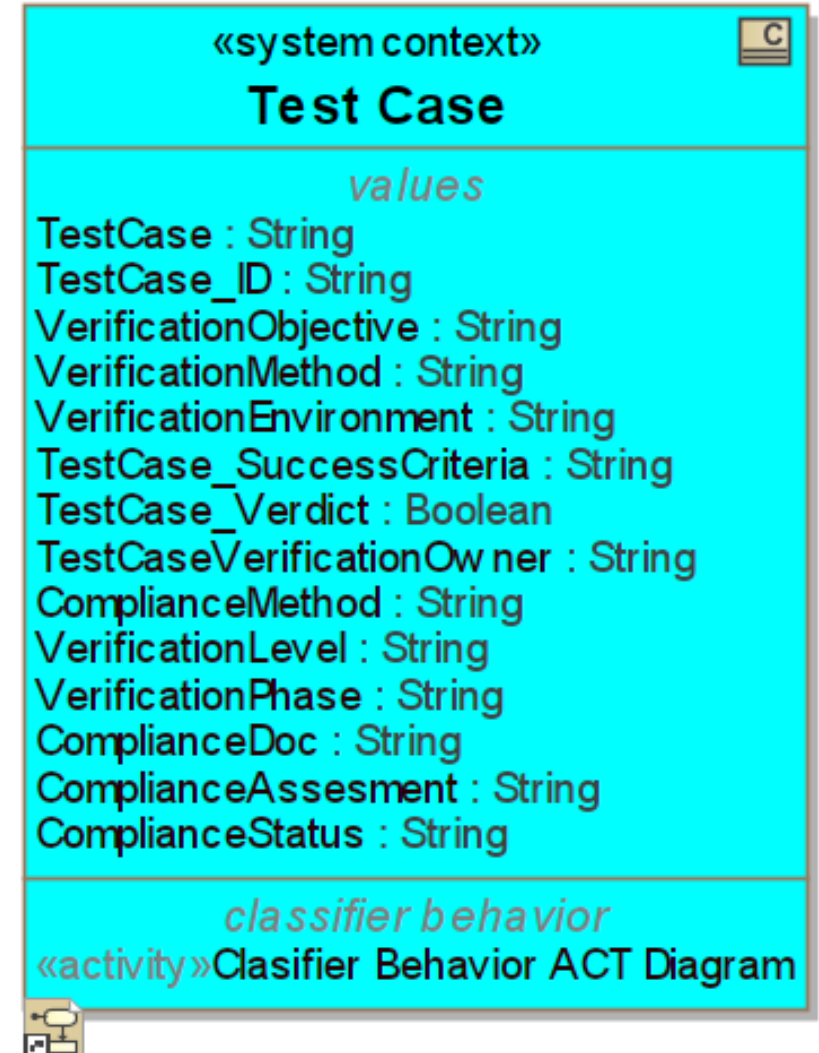 «system context»
C
Test Case
values
TestCase : String
TestCase_ID : String
VerificationObjective : String
VerificationMethod : String
VerificationEnvironment : String
TestCase_SuccessCriteria : String
TestCase_Verdict : Boolean
TestCaseVerificationOwner : String
ComplianceMethod : String
VerificationLevel : String
VerificationPhase : String
ComplianceDoc : String
ComplianceAssesment : String
ComplianceStatus : String
classifier behavior
«activity»Clasifier Behavior ACT Diagram